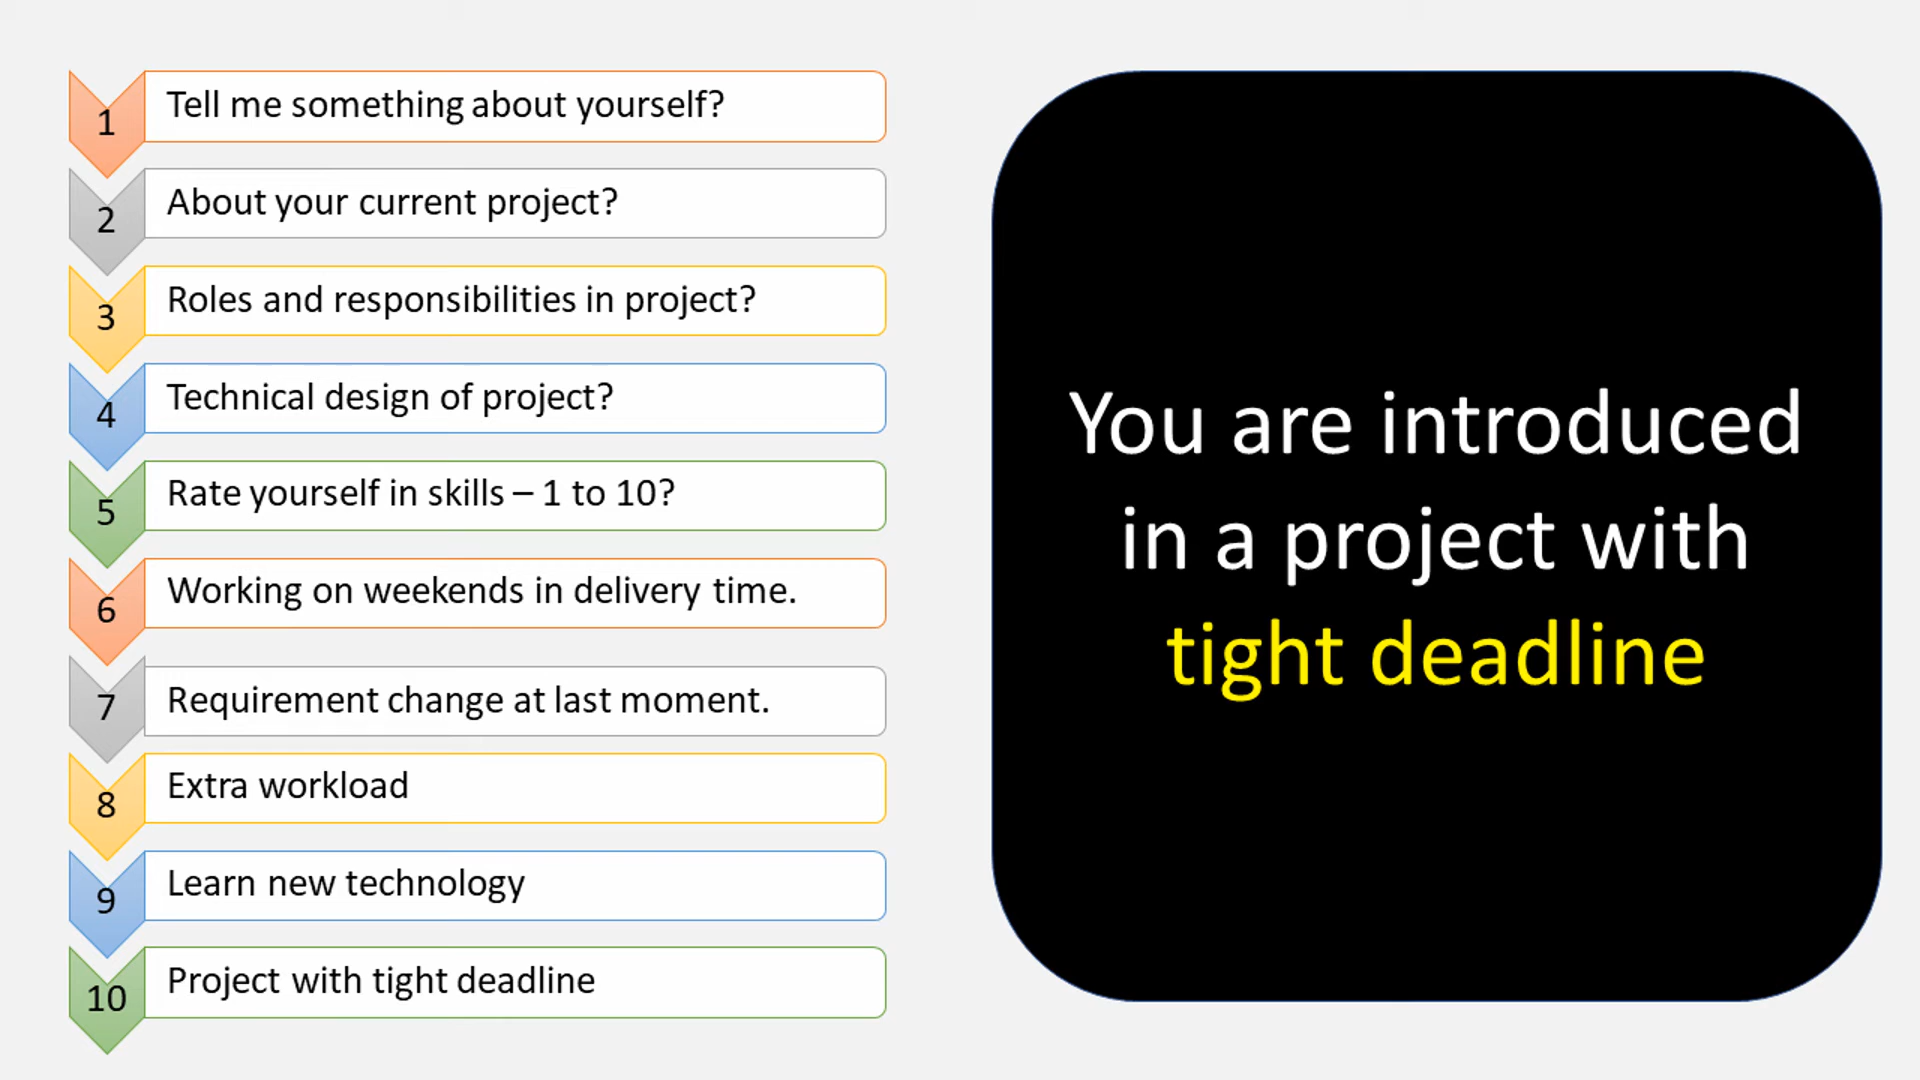 1 Tell me something about yourself?
2 About your current project?
3 Roles and responsibilities in project?
4 Technical design of project?
5 Rate yourself in skills – 1 to 10?
6 Working on weekends in delivery time.
7 Requirement change at last moment.
8 Extra workload
9 Learn new technology
10 Project with tight deadline
You are introduced
in a project with
tight deadline